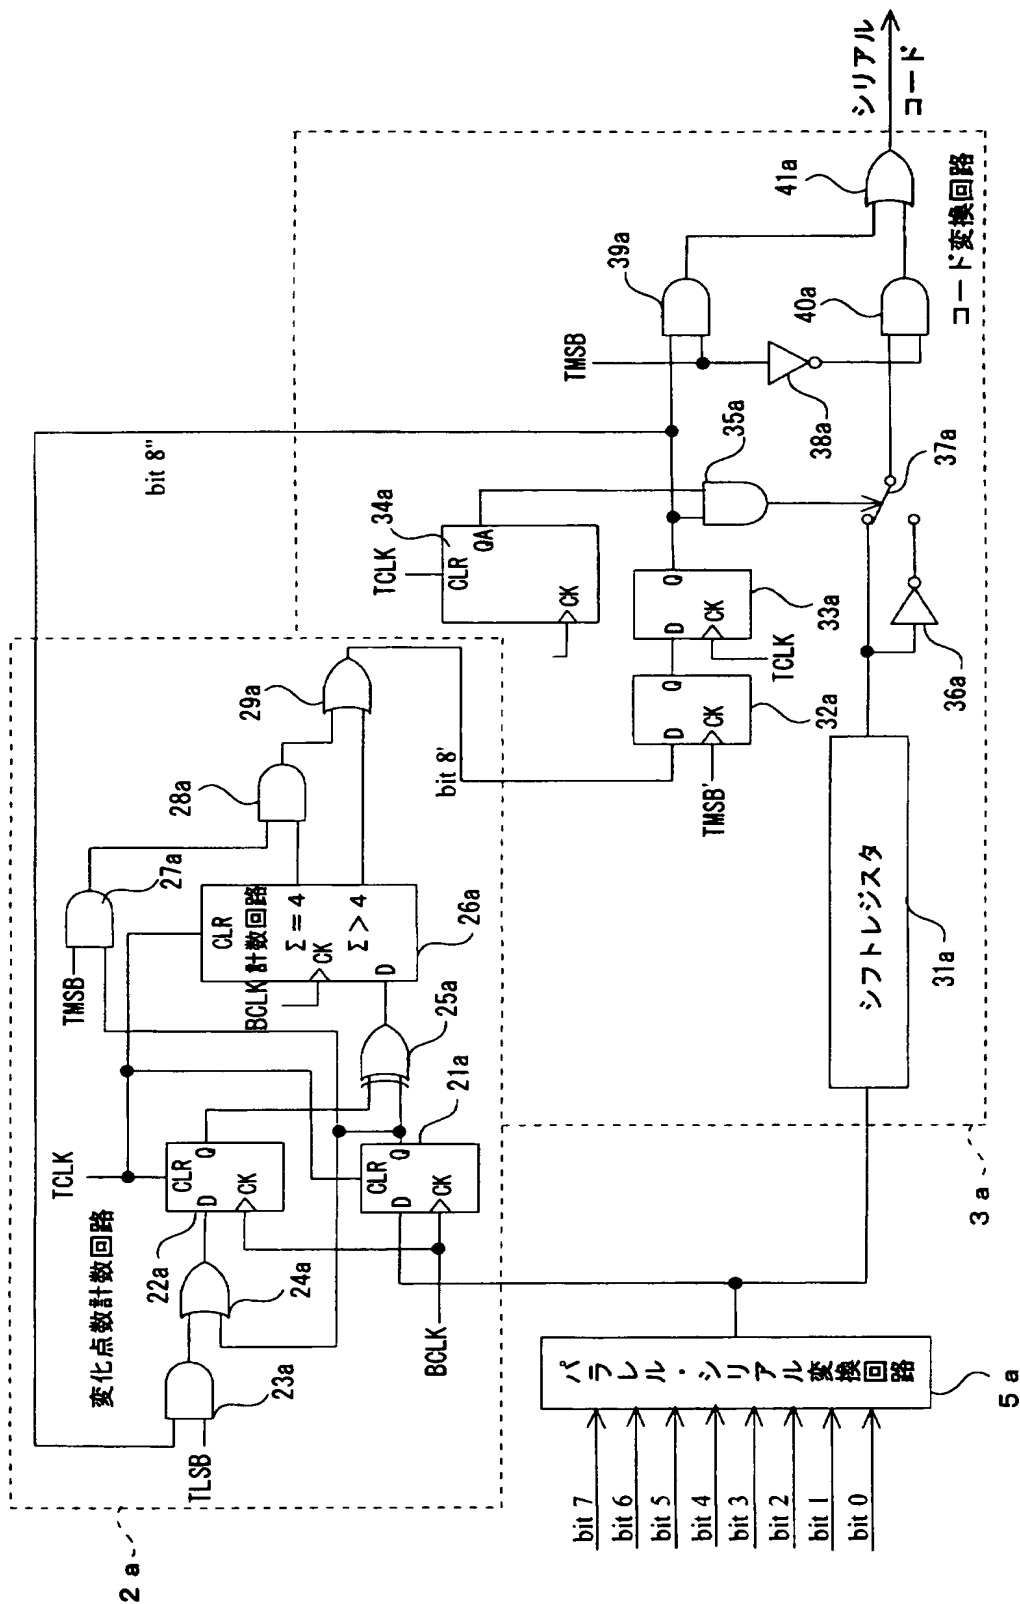 2 a
変化点数計数回路
TCLK
TLSB
23a
24a
22a
D
CLR
Q
CK
BCLK
21a
D
CLR
Q
CK
25a
TMSB
27a
BCLK
計数回路
CLR
Σ=4
Σ>4
CK
D
26a
28a
29a
bit 8'
bit 8"
bit 7
bit 6
bit 5
bit 4
bit 3
bit 2
bit 1
bit 0
パラレル・シリアル変換回路
5 a
3 a
シフトレジスタ
31a
TMSB'
D
Q
CK
32a
D
Q
CK
33a
TCLK
TCLK
34a
CLR
QA
CK
35a
36a
37a
TMSB
38a
39a
40a
41a
コード変換回路
シリアル
コード